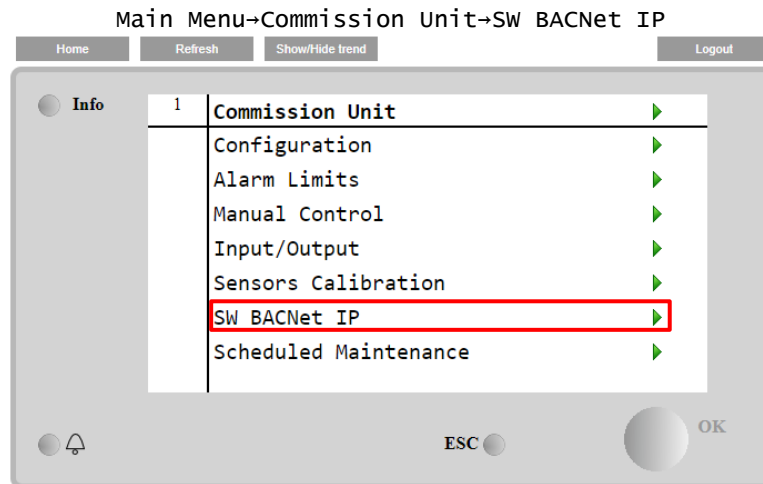 Main Menu→Commission Unit→SW BACNet IP
Home Refresh Show/Hide trend Logout
Info
1 Commission Unit
Configuration
Alarm Limits
Manual Control
Input/Output
Sensors Calibration
SW BACNet IP
Scheduled Maintenance
ESC OK